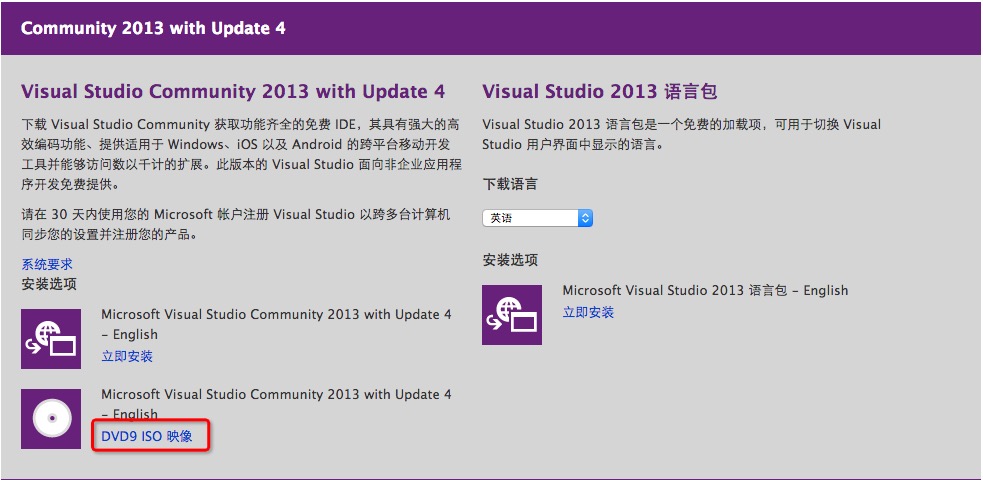 Community 2013 with Update 4
Visual Studio Community 2013 with Update 4
下载 Visual Studio Community 获取功能齐全的免费 IDE，其具有强大的高
效编码功能、提供适用于 Windows、iOS 以及 Android 的跨平台移动开发
工具并能够访问数以千计的扩展。此版本的 Visual Studio 面向非企业应用程
序开发免费提供。
请在 30 天内使用您的 Microsoft 帐户注册 Visual Studio 以跨多台计算机
同步您的设置并注册您的产品。
系统要求
安装选项
Microsoft Visual Studio Community 2013 with Update 4
– English
立即安装
Microsoft Visual Studio Community 2013 with Update 4
– English
DVD9 ISO 映像
Visual Studio 2013 语言包
Visual Studio 2013 语言包是一个免费的加载项，可用于切换 Visual
Studio 用户界面中显示的语言。
下载语言
英语
安装选项
Microsoft Visual Studio 2013 语言包 – English
立即安装